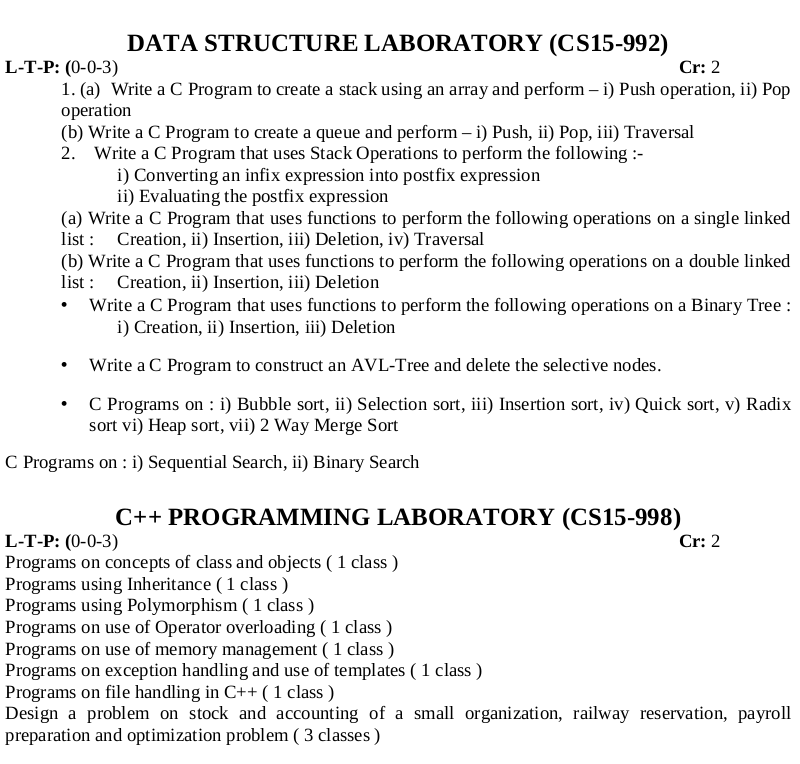 DATA STRUCTURE LABORATORY (CS15-992)
L-T-P: (0-0-3) Cr: 2
1. (a) Write a C Program to create a stack using an array and perform – i) Push operation, ii) Pop
operation
(b) Write a C Program to create a queue and perform – i) Push, ii) Pop, iii) Traversal
2. Write a C Program that uses Stack Operations to perform the following :-
i) Converting an infix expression into postfix expression
ii) Evaluating the postfix expression
(a) Write a C Program that uses functions to perform the following operations on a single linked
list : Creation, ii) Insertion, iii) Deletion, iv) Traversal
(b) Write a C Program that uses functions to perform the following operations on a double linked
list : Creation, ii) Insertion, iii) Deletion
• Write a C Program that uses functions to perform the following operations on a Binary Tree :
i) Creation, ii) Insertion, iii) Deletion
• Write a C Program to construct an AVL-Tree and delete the selective nodes.
• C Programs on : i) Bubble sort, ii) Selection sort, iii) Insertion sort, iv) Quick sort, v) Radix
sort vi) Heap sort, vii) 2 Way Merge Sort
C Programs on : i) Sequential Search, ii) Binary Search
C++ PROGRAMMING LABORATORY (CS15-998)
L-T-P: (0-0-3) Cr: 2
Programs on concepts of class and objects ( 1 class )
Programs using Inheritance ( 1 class )
Programs using Polymorphism ( 1 class )
Programs on use of Operator overloading ( 1 class )
Programs on use of memory management ( 1 class )
Programs on exception handling and use of templates ( 1 class )
Programs on file handling in C++ ( 1 class )
Design a problem on stock and accounting of a small organization, railway reservation, payroll
preparation and optimization problem ( 3 classes )